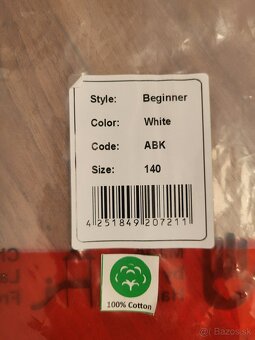 Style: Beginner
Color: White
Code: ABK
Size: 140
4 251849 207211
100% Cotton
© Bazos.sk